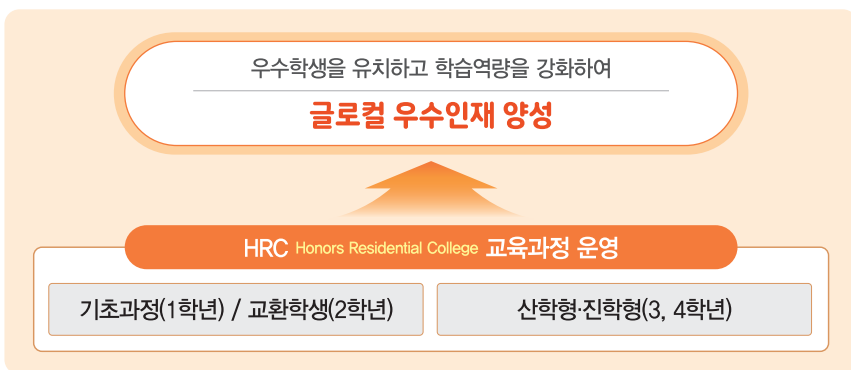 우수학생을 유치하고 학습역량을 강화하여
글로컬 우수인재 양성
HRC Honors Residential College 교육과정 운영
기초과정(1학년) / 교환학생(2학년)
산학형·진학형(3, 4학년)